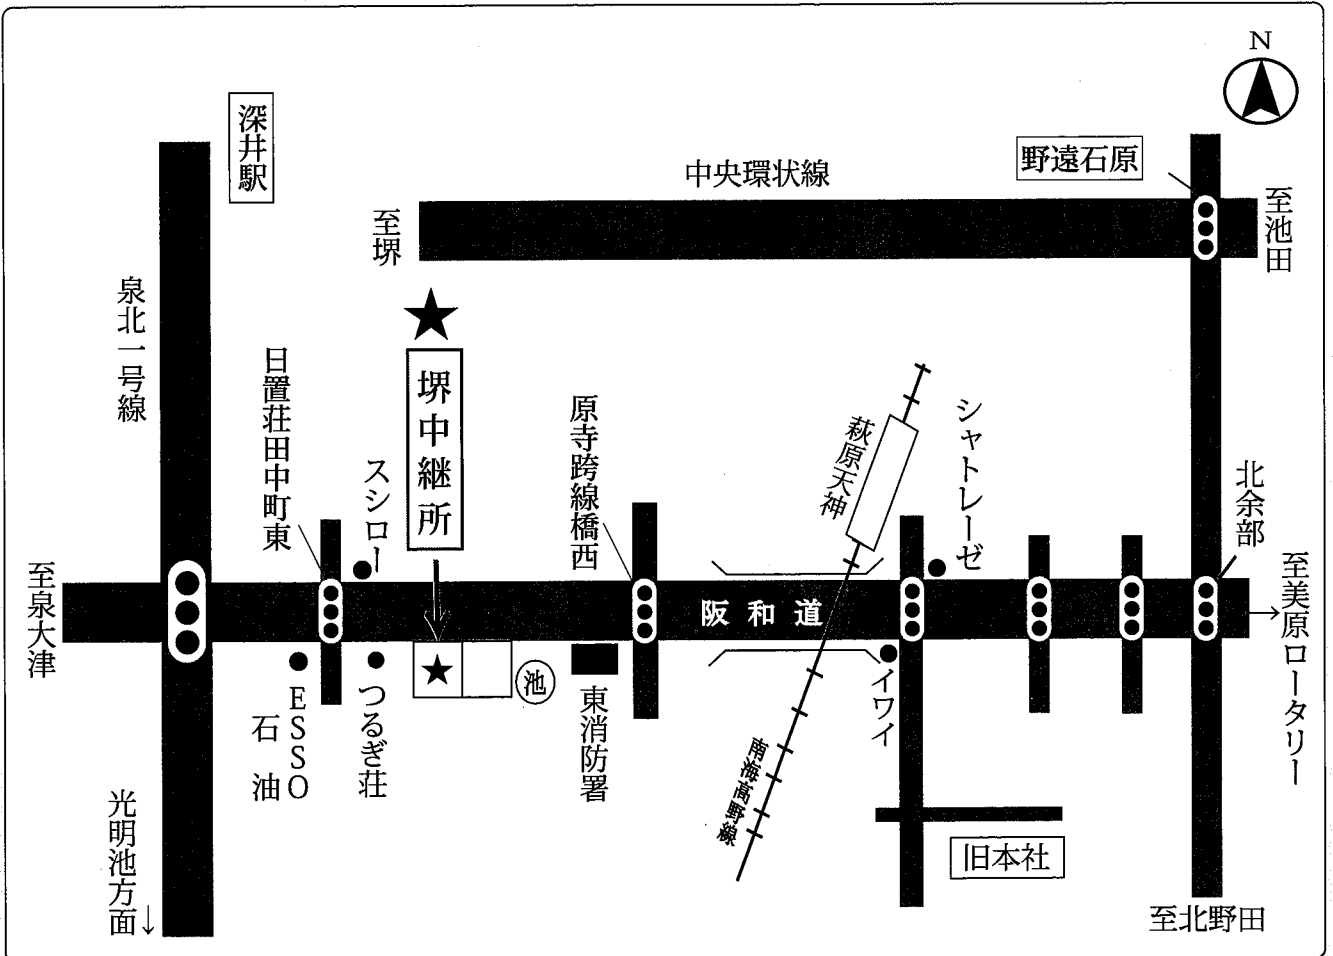 N
深井駅
中央環状線
野遠石原
至堺
至池田
泉北一号線
日置荘田中町東
スシロー
堺中継所
原寺跨線橋西
萩原天神
シャトレーゼ
北余部
至泉大津
阪和道
至美原ロータリー
池
ESSO
石油
つるぎ荘
東消防署
イワイ
南海高野線
旧本社
光明池方面↓
至北野田